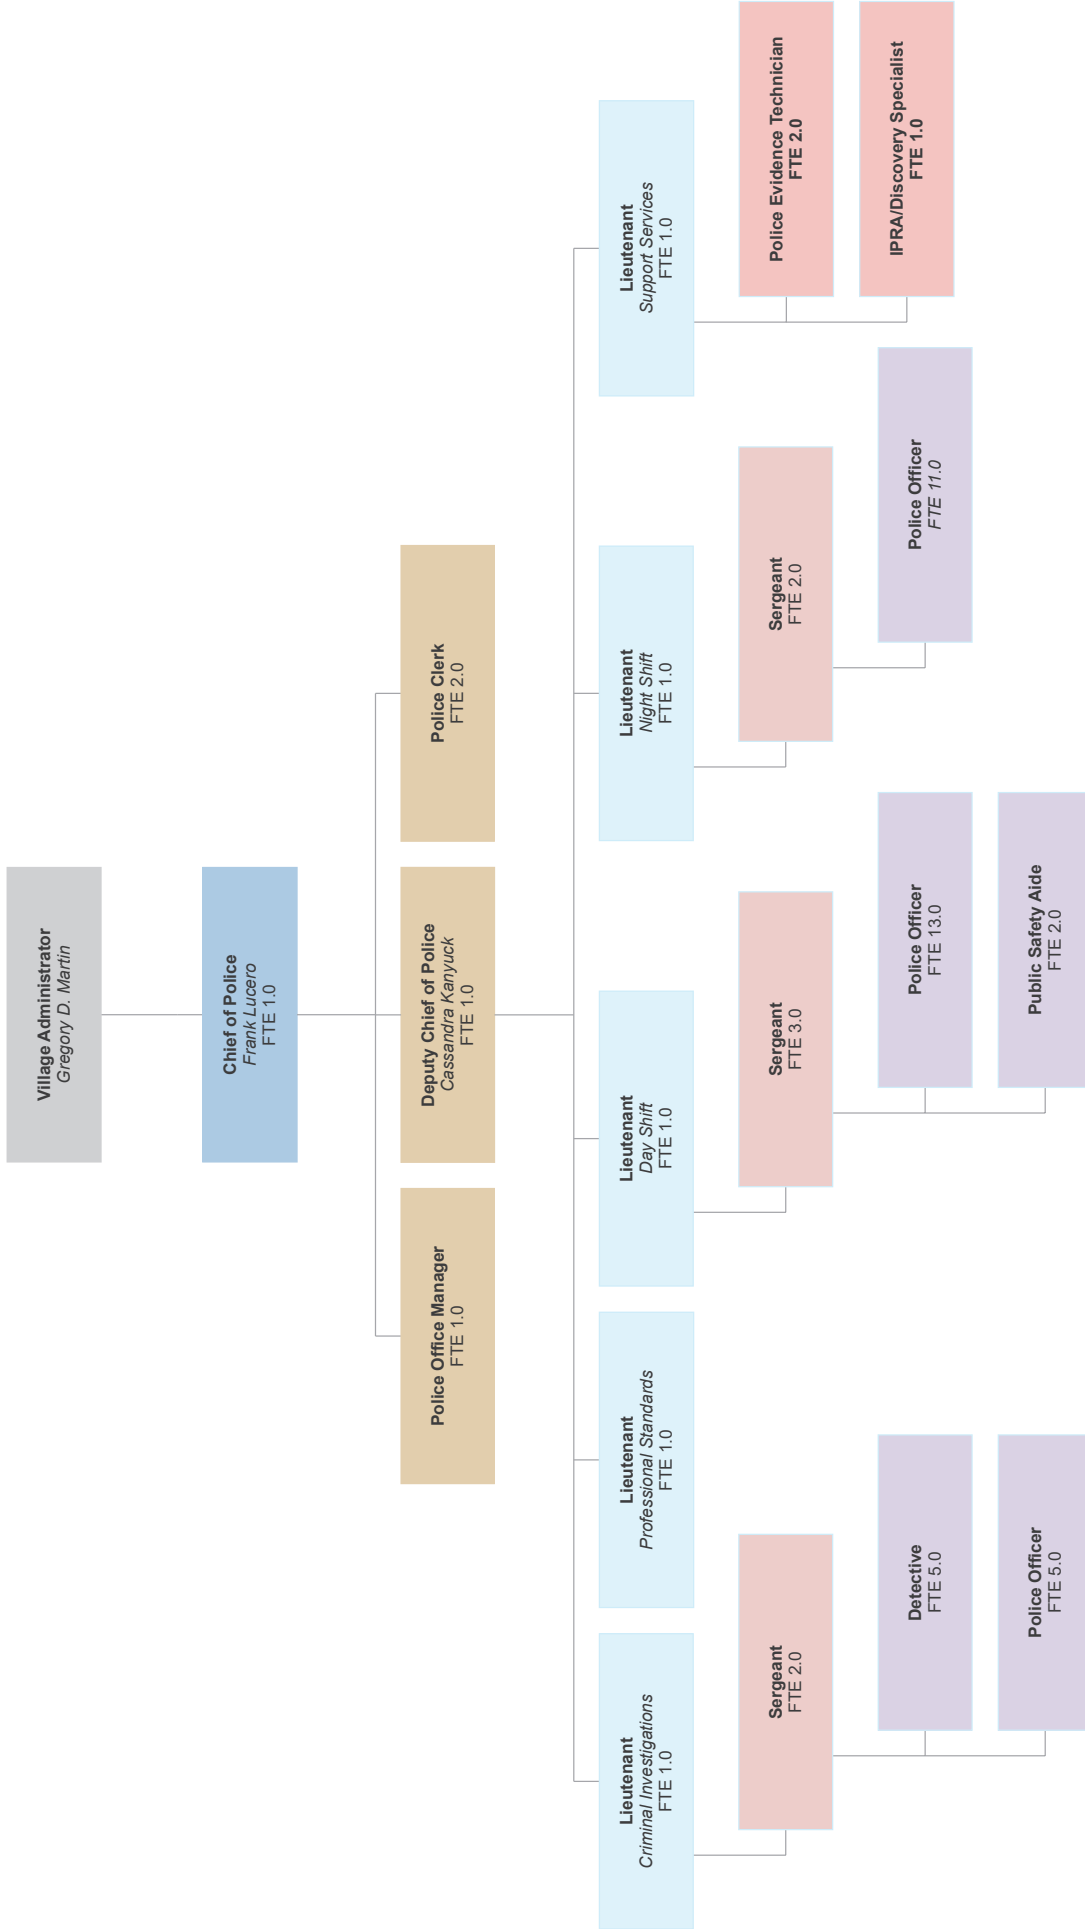 Village Administrator
Gregory D. Martin
Chief of Police
Frank Lucero
FTE 1.0
Police Office Manager
FTE 1.0
Deputy Chief of Police
Cassandra Kanyuck
FTE 1.0
Police Clerk
FTE 2.0
Lieutenant
Criminal Investigations
FTE 1.0
Lieutenant
Professional Standards
FTE 1.0
Lieutenant
Day Shift
FTE 1.0
Lieutenant
Night Shift
FTE 1.0
Lieutenant
Support Services
FTE 1.0
Sergeant
FTE 2.0
Detective
FTE 5.0
Police Officer
FTE 5.0
Sergeant
FTE 3.0
Police Officer
FTE 13.0
Public Safety Aide
FTE 2.0
Sergeant
FTE 2.0
Police Officer
FTE 11.0
Police Evidence Technician
FTE 2.0
IPRA/Discovery Specialist
FTE 1.0